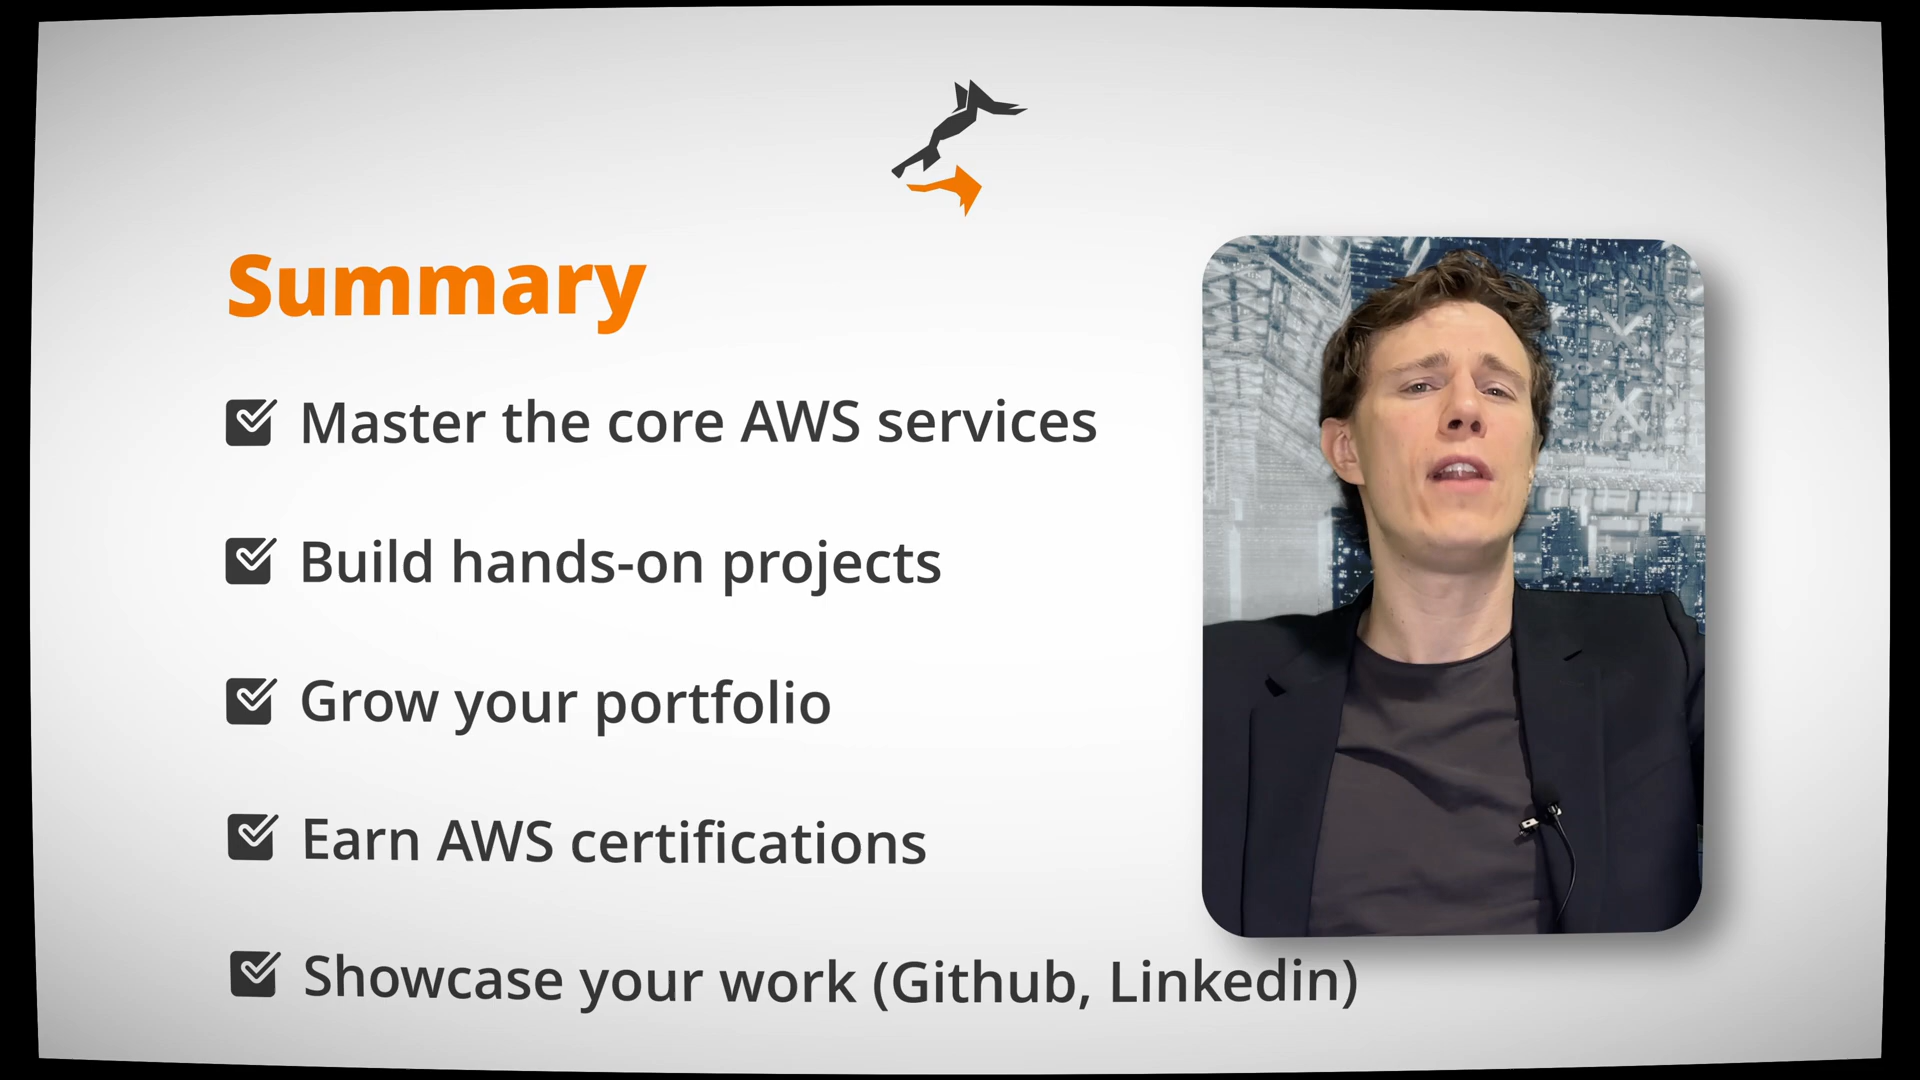 Summary
Master the core AWS services
Build hands-on projects
Grow your portfolio
Earn AWS certifications
Showcase your work (Github, Linkedin)